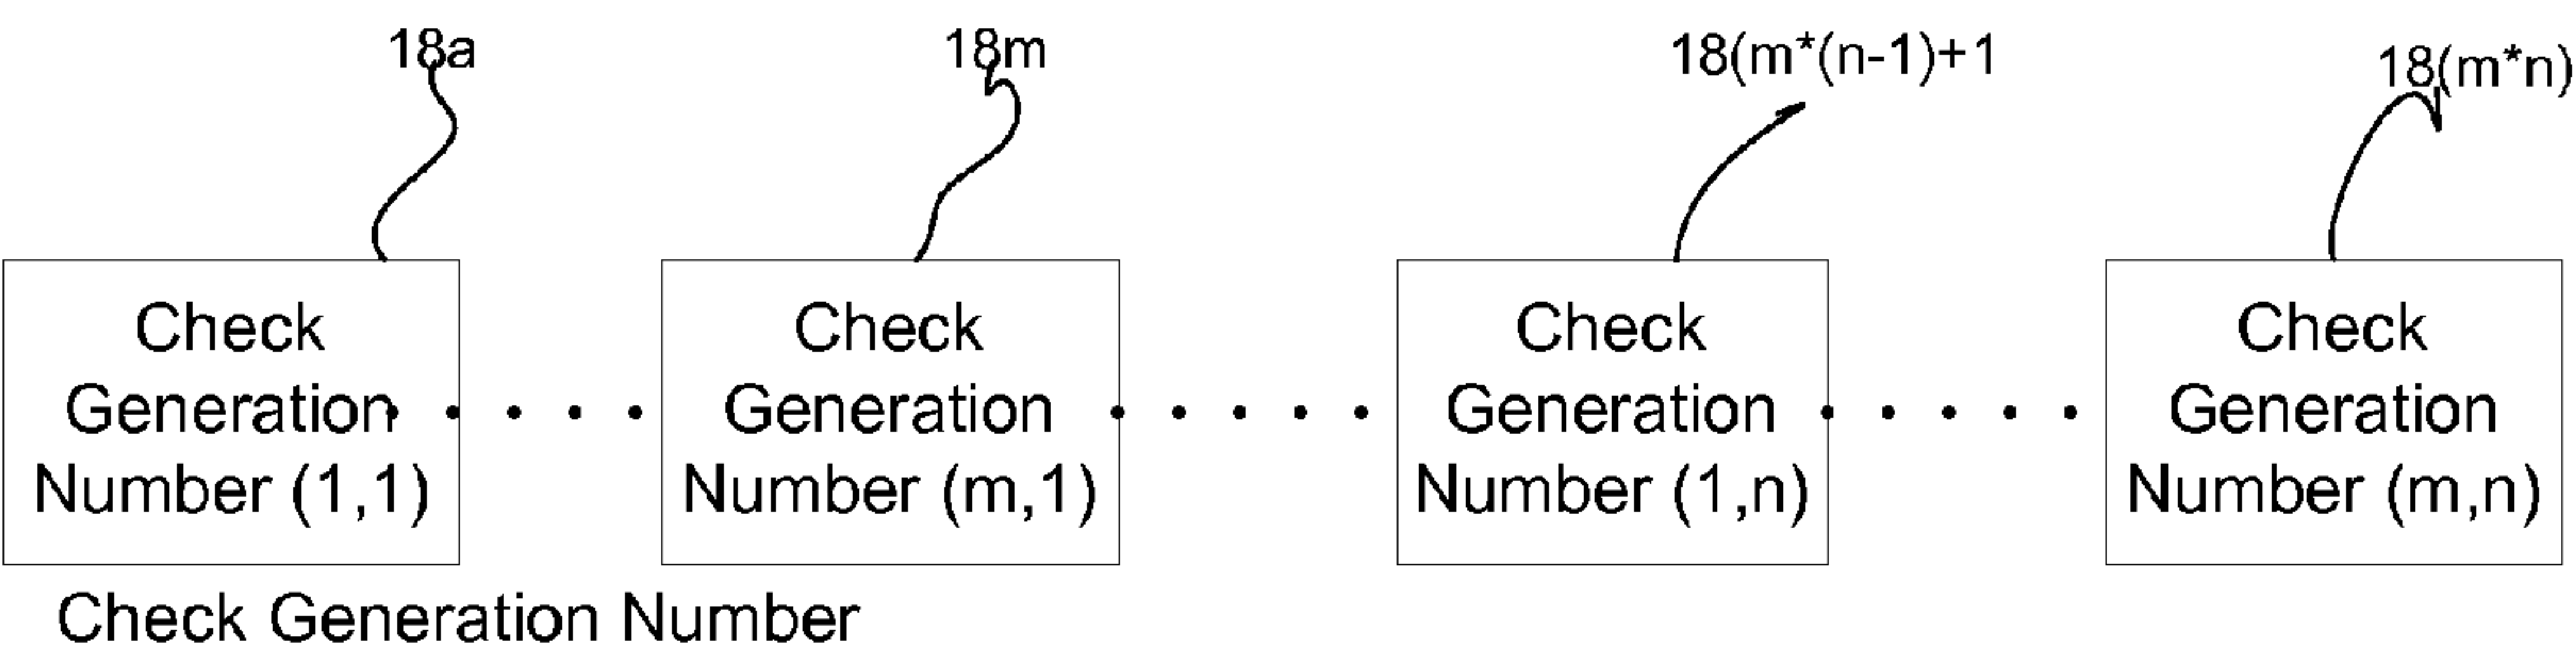 18a
18m
18(m*(n-1)+1
18(m*n)
Check
Generation
Number (1,1)
Check
Generation
Number (m,1)
Check
Generation
Number (1,n)
Check
Generation
Number (m,n)
Check Generation Number